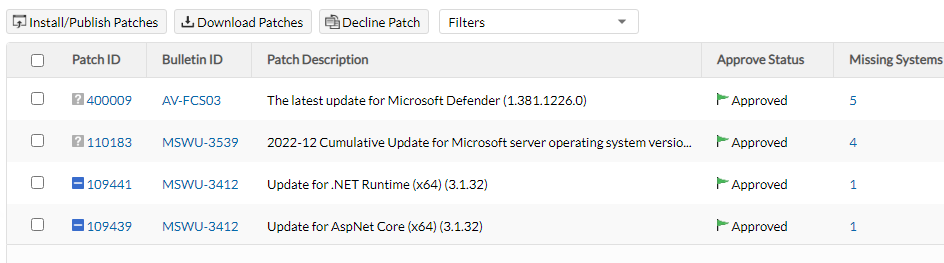 Install/Publish Patches Download Patches Decline Patch Filters
Patch ID Bulletin ID Patch Description Approve Status Missing Systems
? 400009 AV-FCS03 The latest update for Microsoft Defender (1.381.1226.0) Approved 5
? 110183 MSWU-3539 2022-12 Cumulative Update for Microsoft server operating system versio... Approved 4
109441 MSWU-3412 Update for .NET Runtime (x64) (3.1.32) Approved 1
109439 MSWU-3412 Update for AspNet Core (x64) (3.1.32) Approved 1